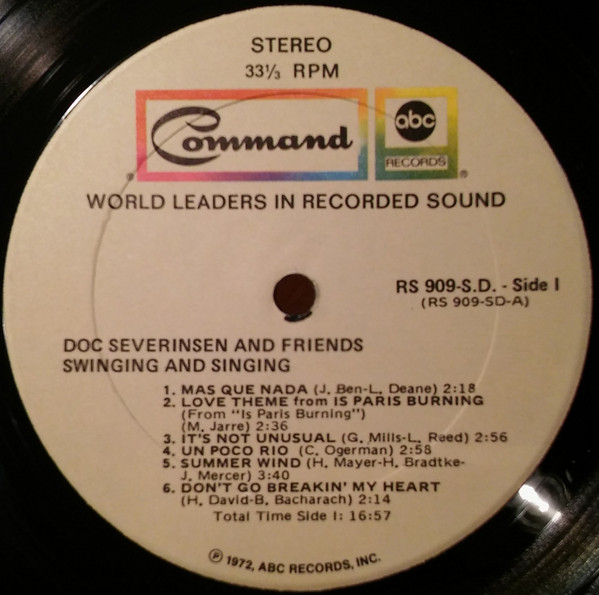 STEREO
33⅓ RPM
Command
abc
RECORDS
®
®
WORLD LEADERS IN RECORDED SOUND
RS 909-S.D. - Side I
(RS 909-SD-A)
DOC SEVERINSEN AND FRIENDS
SWINGING AND SINGING
1. MAS QUE NADA (J. Ben-L. Deane) 2:18
2. LOVE THEME from IS PARIS BURNING
(From "Is Paris Burning")
(M. Jarre) 2:36
3. IT'S NOT UNUSUAL (G. Mills-L. Reed) 2:56
4. UN POCO RIO (C. Ogerman) 2:58
5. SUMMER WIND (H. Mayer-H. Bradtke-
J. Mercer) 3:40
6. DON'T GO BREAKIN' MY HEART
(H. David-B. Bacharach) 2:14
Total Time Side I: 16:57
℗ 1972, ABC RECORDS, INC.